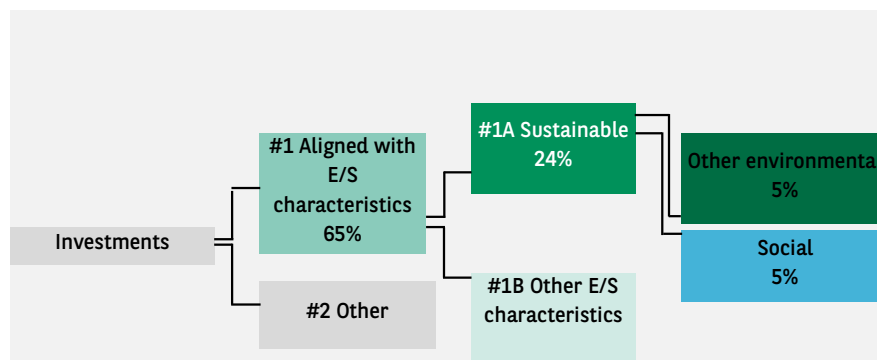 Investments
#1 Aligned with
E/S
characteristics
65%
#2 Other
#1A Sustainable
24%
#1B Other E/S
characteristics
Other environmenta
5%
Social
5%